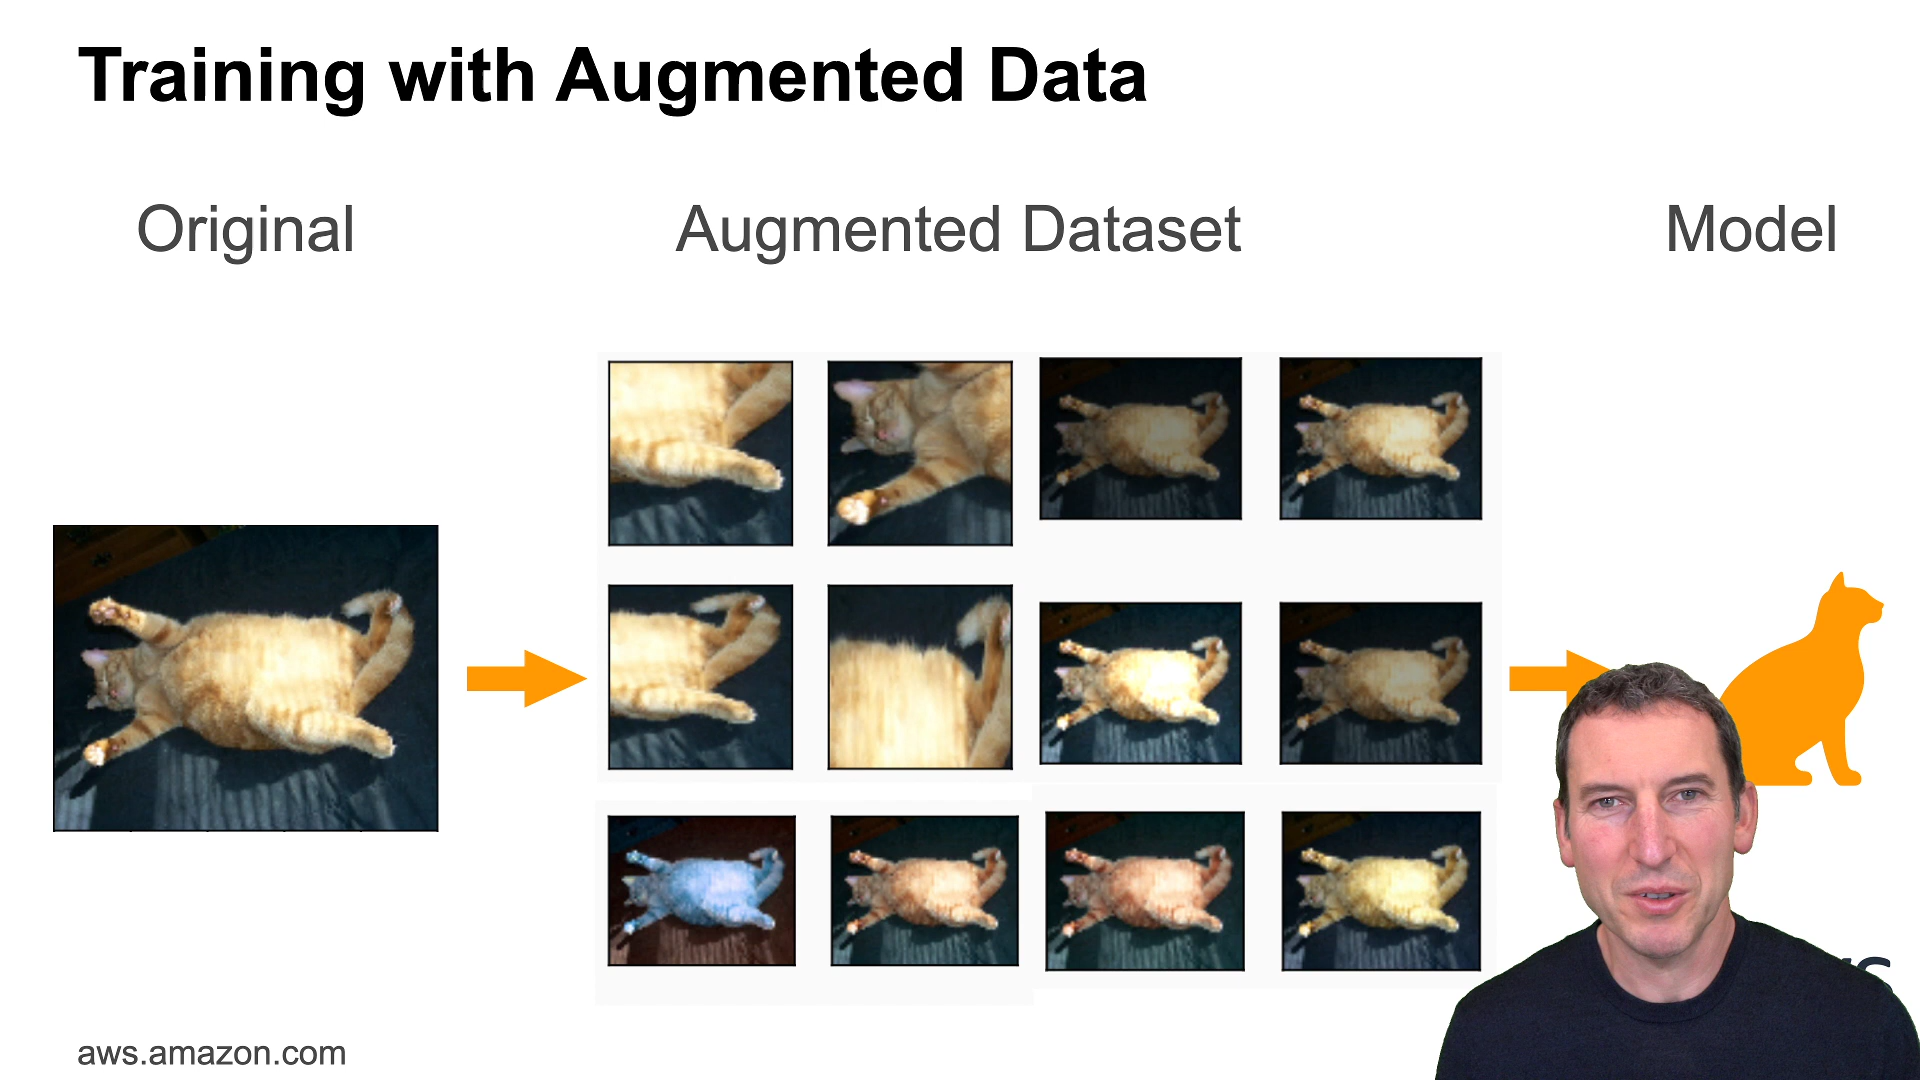 Training with Augmented Data
Original
Augmented Dataset
Model
aws.amazon.com